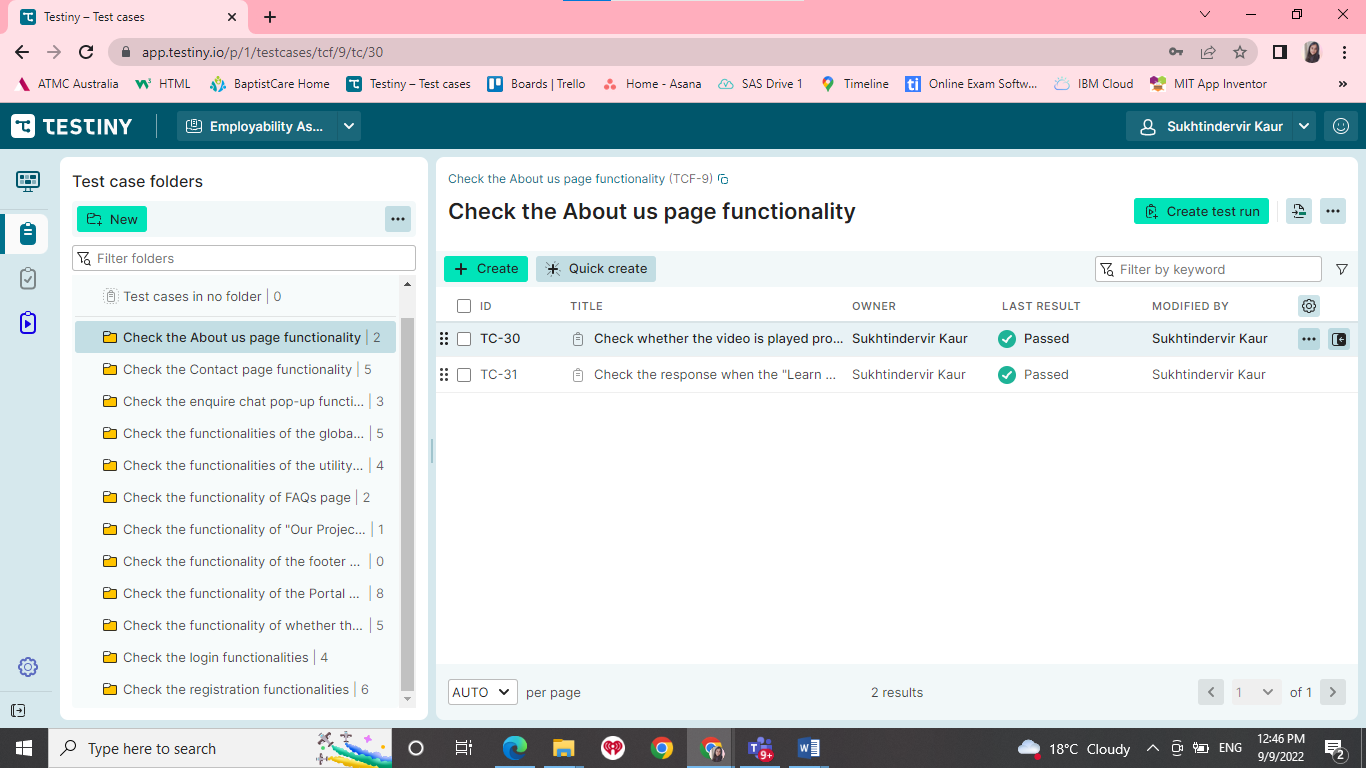 Testiny – Test cases
app.testiny.io/p/1/testcases/tcf/9/tc/30
ATMC Australia HTML BaptistCare Home Testiny – Test cases Boards | Trello Home - Asana SAS Drive 1 Timeline Online Exam Softw... IBM Cloud MIT App Inventor »
TESTINY Employability As... Sukhtindervir Kaur
Test case folders
New
Filter folders
Test cases in no folder | 0
Check the About us page functionality | 2
Check the Contact page functionality | 5
Check the enquire chat pop-up functi... | 3
Check the functionalities of the globa... | 5
Check the functionalities of the utility... | 4
Check the functionality of FAQs page | 2
Check the functionality of "Our Projec... | 1
Check the functionality of the footer ... | 0
Check the functionality of the Portal ... | 8
Check the functionality of whether th... | 5
Check the login functionalities | 4
Check the registration functionalities | 6
Check the About us page functionality (TCF-9)
Check the About us page functionality
Create test run
Create Quick create Filter by keyword
ID TITLE OWNER LAST RESULT MODIFIED BY
TC-30 Check whether the video is played pro... Sukhtindervir Kaur Passed Sukhtindervir Kaur
TC-31 Check the response when the "Learn ... Sukhtindervir Kaur Passed Sukhtindervir Kaur
AUTO per page 2 results 1 of 1
Type here to search 9+ 18°C Cloudy ENG 12:46 PM
9/9/2022 2